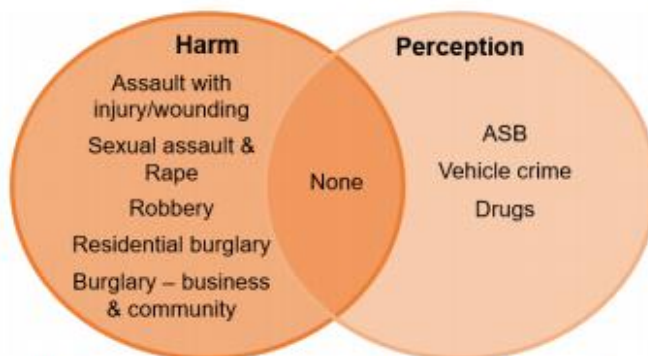 Harm
Assault with
injury/wounding
Sexual assault &
Rape
Robbery
Residential burglary
Burglary – business
& community
None
Perception
ASB
Vehicle crime
Drugs